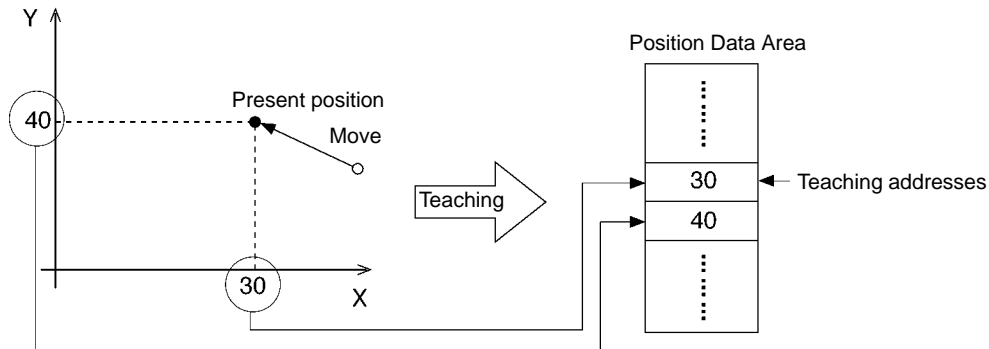 Y
Position Data Area
Present position
40
Move
30
Teaching addresses
Teaching
40
30
X